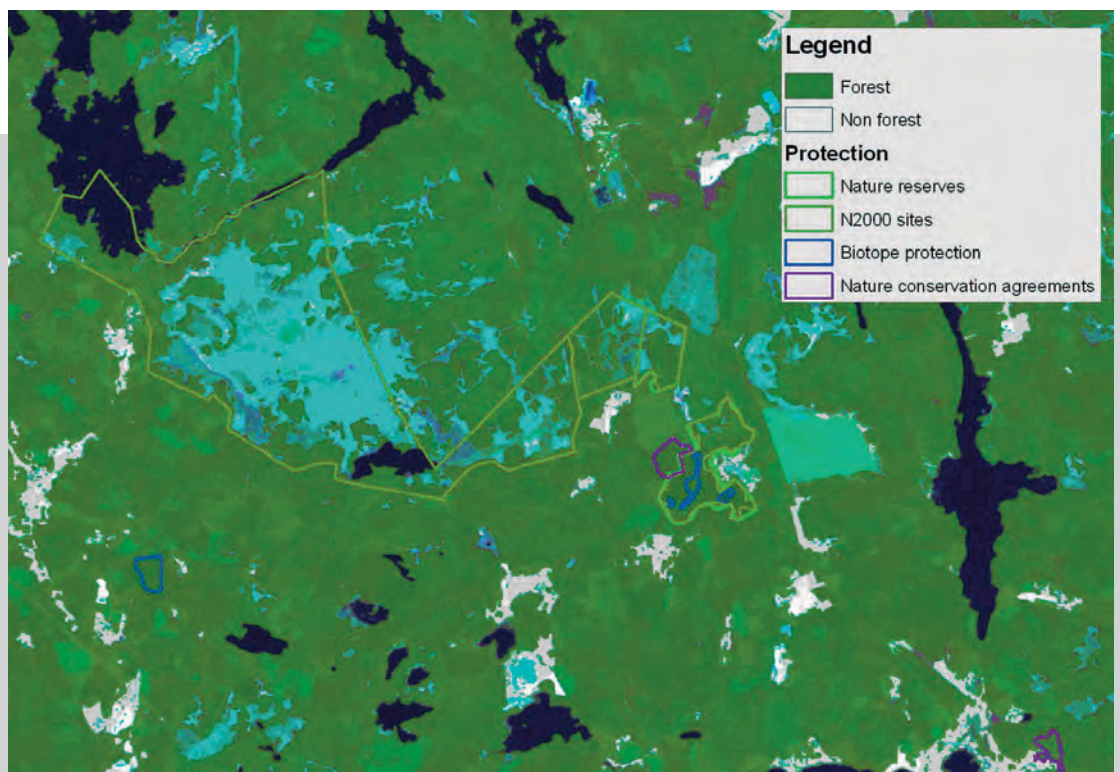 Legend
Forest
Non forest
Protection
Nature reserves
N2000 sites
Biotope protection
Nature conservation agreements